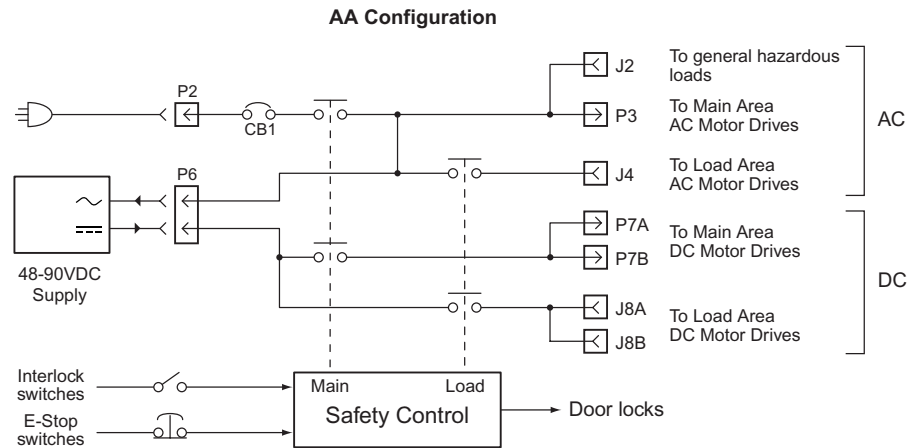 AA Configuration
J2
To general hazardous
loads
P2
CB1
P3
To Main Area
AC Motor Drives
AC
P6
J4
To Load Area
AC Motor Drives
P7A
To Main Area
DC Motor Drives
P7B
DC
48-90VDC
Supply
J8A
To Load Area
DC Motor Drives
J8B
Interlock
switches
Main
Load
Safety Control
Door locks
E-Stop
switches